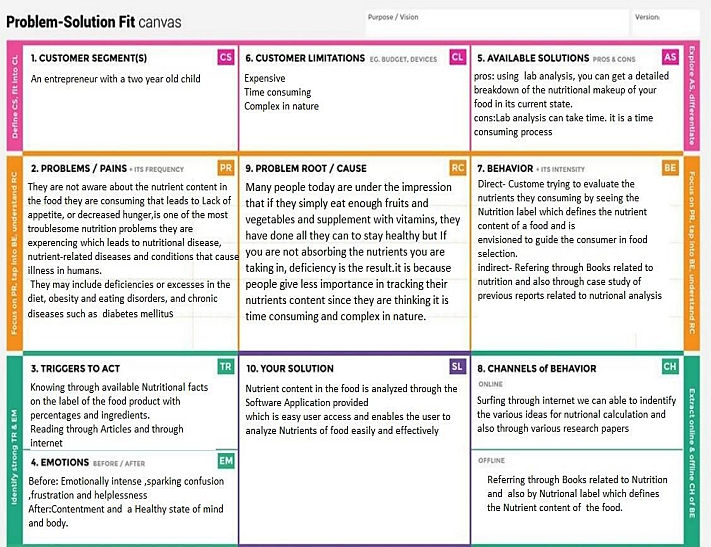 Problem-Solution Fit canvas
Purpose / Vision
Version:
Define CS, fit into CL
1. CUSTOMER SEGMENT(S)
CS
An entrepreneur with a two year old child
6. CUSTOMER LIMITATIONS EG. BUDGET, DEVICES
CL
Expensive
Time consuming
Complex in nature
5. AVAILABLE SOLUTIONS PROS & CONS
AS
pros: using lab analysis, you can get a detailed
breakdown of the nutritional makeup of your
food in its current state.
cons:Lab analysis can take time. it is a time
consuming process
Explore AS, differentiate
Focus on PR, tap into BE, understand RC
2. PROBLEMS / PAINS + ITS FREQUENCY
PR
They are not aware about the nutrient content in
the food they are consuming that leads to Lack of
appetite, or decreased hunger,is one of the most
troublesome nutrition problems they are
experencing which leads to nutritional disease,
nutrient-related diseases and conditions that cause
illness in humans.
They may include deficiencies or excesses in the
diet, obesity and eating disorders, and chronic
diseases such as diabetes mellitus
9. PROBLEM ROOT / CAUSE
RC
Many people today are under the impression
that if they simply eat enough fruits and
vegetables and supplement with vitamins, they
have done all they can to stay healthy but If
you are not absorbing the nutrients you are
taking in, deficiency is the result.it is because
people give less importance in tracking their
nutrients content since they are thinking it is
time consuming and complex in nature.
7. BEHAVIOR + ITS INTENSITY
BE
Direct- Custome trying to evaluate the
nutrients they consuming by seeing the
Nutrition label which defines the nutrient
content of a food and is
envisioned to guide the consumer in food
selection.
indirect- Refering through Books related to
nutrition and also through case study of
previous reports related to nutrional analysis
Focus on PR, tap into BE, understand RC
Identify strong TR & EM
3. TRIGGERS TO ACT
TR
Knowing through available Nutritional facts
on the label of the food product with
percentages and ingredients.
Reading through Articles and through
internet
4. EMOTIONS BEFORE / AFTER
EM
Before: Emotionally intense ,sparking confusion
,frustration and helplessness
After:Contentment and a Healthy state of mind
and body.
10. YOUR SOLUTION
SL
Nutrient content in the food is analyzed through the
Software Application provided
which is easy user access and enables the user to
analyze Nutrients of food easily and effectively
8. CHANNELS of BEHAVIOR
CH
ONLINE
Surfing through internet we can able to indentify
the various ideas for nutrional calculation and
also through various research papers
OFFLINE
Referring through Books related to Nutrition
and also by Nutrional label which defines
the Nutrient content of the food.
Extract online & offline CH of BE